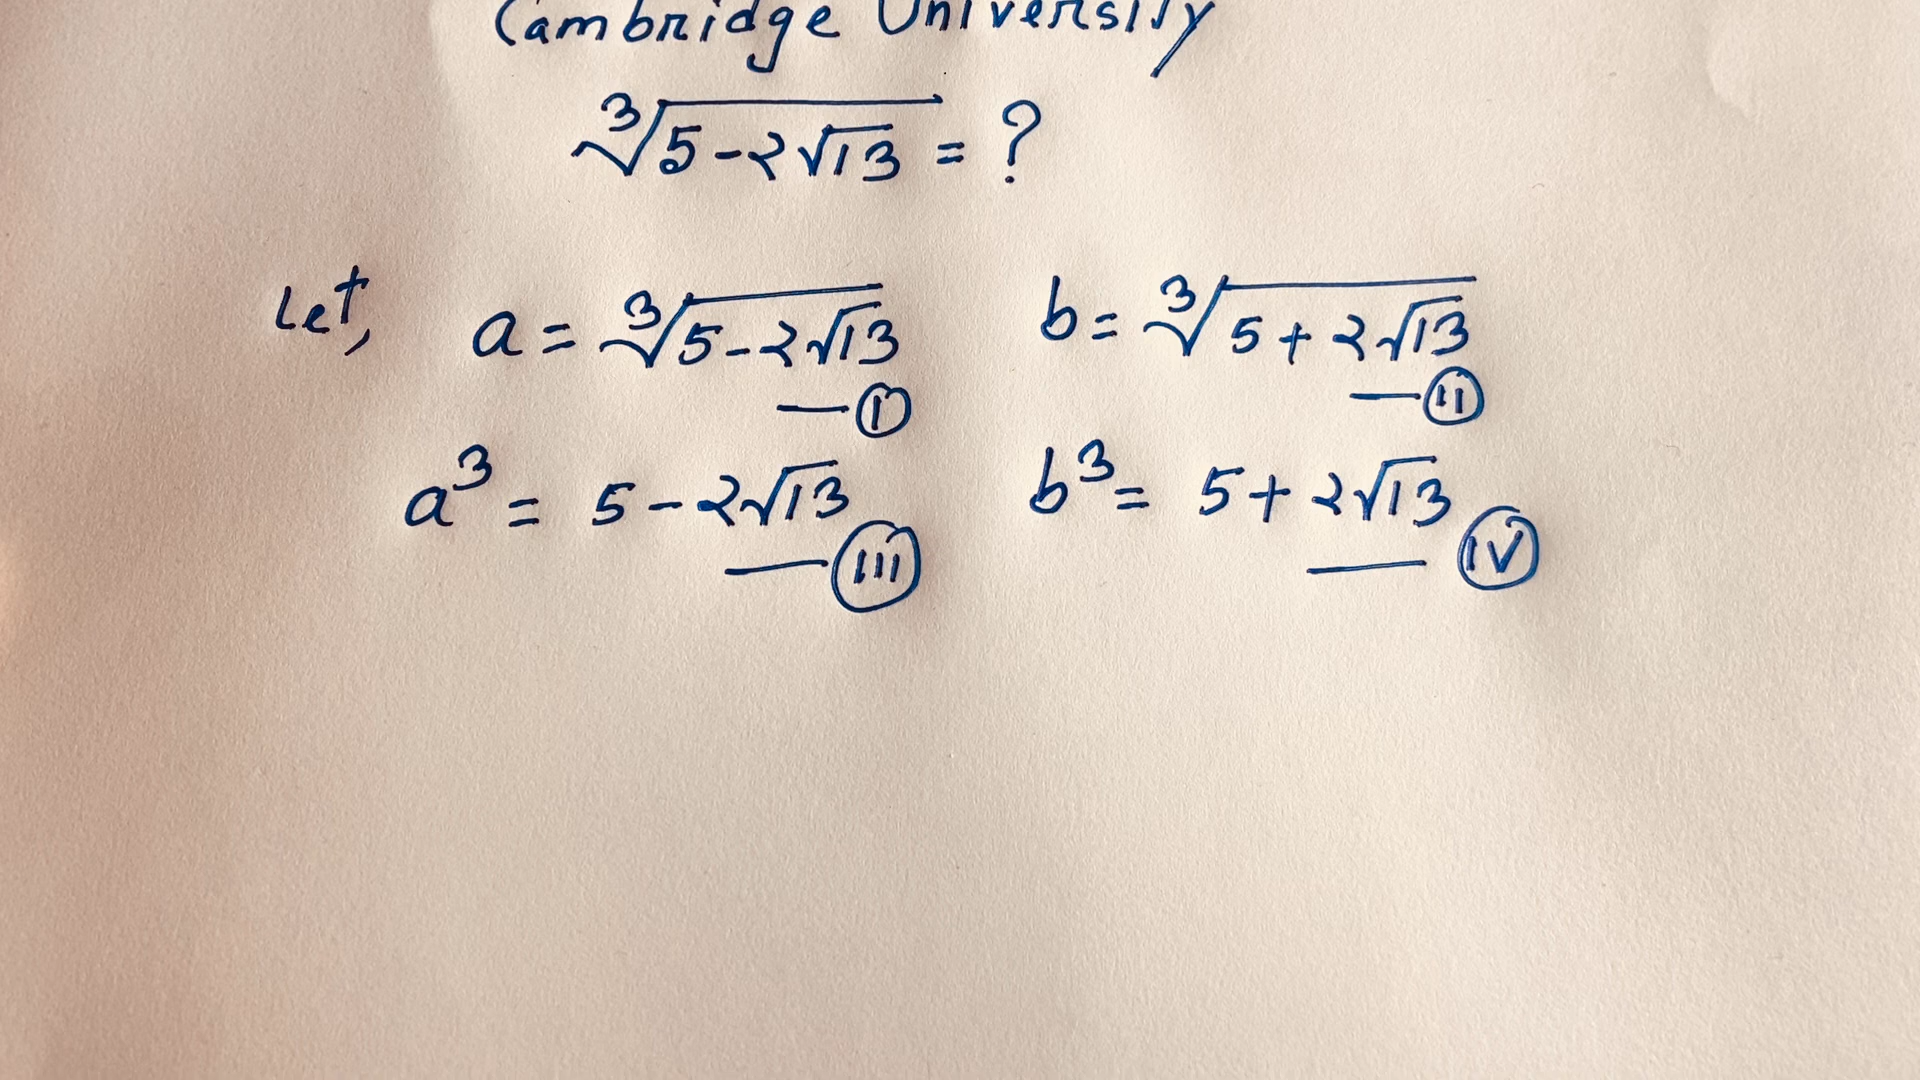 Cambridge University
∛(5-2√13) = ?
Let, a = ∛(5-2√13) b = ∛(5+2√13)
—(I) —(II)
a³ = 5-2√13 b³ = 5+2√13
—(III) —(IV)